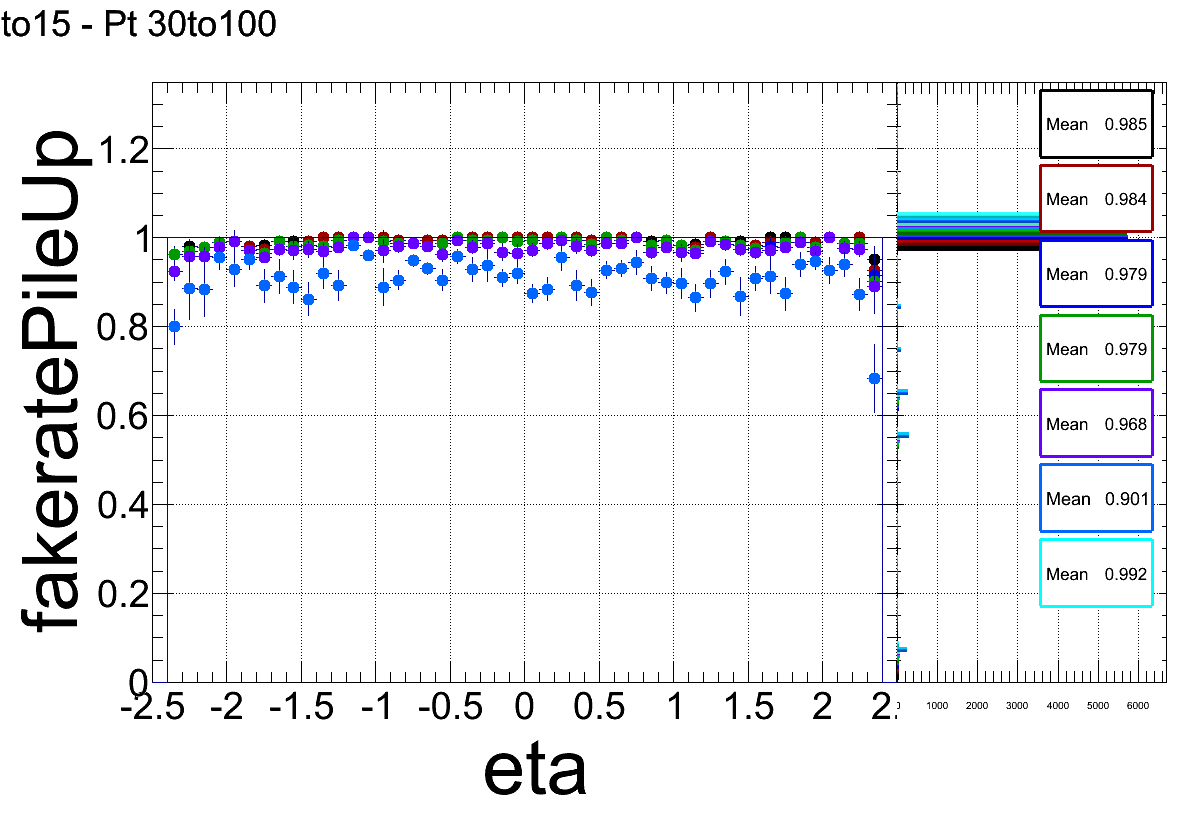 to15 - Pt 30to100
fakeratePileUp
1.2
1
0.8
0.6
0.4
0.2
0
-2.5 -2 -1.5 -1 -0.5 0 0.5 1 1.5 2 2.
eta
1000 2000 3000 4000 5000 6000
Mean 0.985
Mean 0.984
Mean 0.979
Mean 0.979
Mean 0.968
Mean 0.901
Mean 0.992